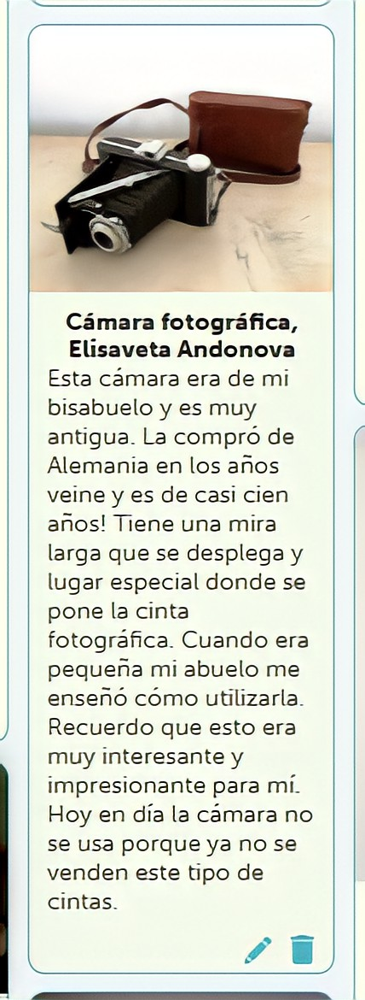 Cámara fotográfica,
Elisaveta Andonova
Esta cámara era de mi
bisabuelo y es muy
antigua. La compró de
Alemania en los años
veine y es de casi cien
años! Tiene una mira
larga que se desplega y
lugar especial donde se
pone la cinta
fotográfica. Cuando era
pequeña mi abuelo me
enseñó cómo utilizarla.
Recuerdo que esto era
muy interesante y
impresionante para mí.
Hoy en día la cámara no
se usa porque ya no se
venden este tipo de
cintas.